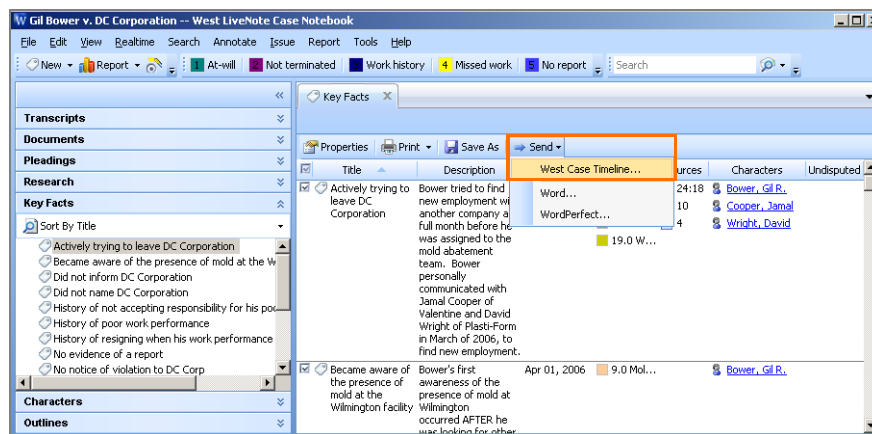 Gil Bower v. DC Corporation -- West LiveNote Case Notebook
File Edit View Realtime Search Annotate Issue Report Tools Help
New Report 1 At-will 2 Not terminated 3 Work history 4 Missed work 5 No report Search
Key Facts X
Transcripts
Documents
Pleadings
Research
Key Facts
Sort By Title
Actively trying to leave DC Corporation
Became aware of the presence of mold at the W
Did not inform DC Corporation
Did not name DC Corporation
History of not accepting responsibility for his poo
History of poor work performance
History of resigning when his work performance
No evidence of a report
No notice of violation to DC Corp
Characters
Outlines
Properties Print Save As Send
West Case Timeline...
Word...
WordPerfect...
Title Description urces Characters Undisputed
Actively trying to leave DC Corporation
Bower tried to find
new employment wi
another company a
full month before he
was assigned to the
mold abatement
team. Bower
personally
communicated with
Jamal Cooper of
Valentine and David
Wright of Plasti-Form
in March of 2006, to
find new employment.
24:18
10
4
19.0 W...
Bower, Gil R.
Cooper, Jamal
Wright, David
Became aware of
the presence of
mold at the
Wilmington facility
Bower's first
awareness of the
presence of mold at
Wilmington
occurred AFTER he
was looking for other
Apr 01, 2006
9.0 Mol...
Bower, Gil R.